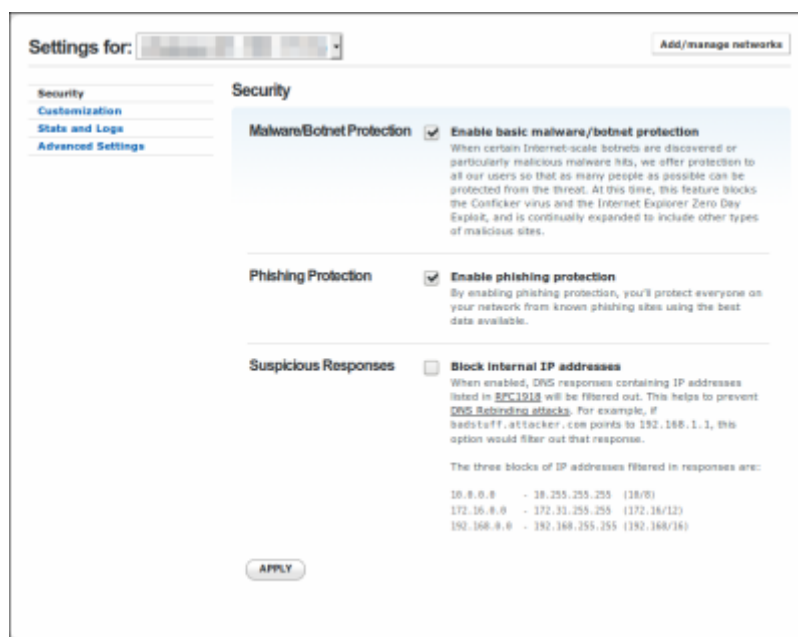 Settings for:
Add/manage networks
Security
Customization
Stats and Logs
Advanced Settings
Security
Malware/Botnet Protection
Enable basic malware/botnet protection
When certain Internet-scale botnets are discovered or
particularly malicious malware hits, we offer protection to
all our users so that as many people as possible can be
protected from the threat. At this time, this feature blocks
the Conficker virus and the Internet Explorer Zero Day
Exploit, and is continually expanded to include other types
of malicious sites.
Phishing Protection
Enable phishing protection
By enabling phishing protection, you'll protect everyone on
your network from known phishing sites using the best
data available.
Suspicious Responses
Block internal IP addresses
When enabled, DNS responses containing IP addresses
listed in RFC1918 will be filtered out. This helps to prevent
DNS Rebinding attacks. For example, if
badstuff.attacker.com points to 192.168.1.1, this
option would filter out that response.
The three blocks of IP addresses filtered in responses are:
10.0.0.0 - 10.255.255.255 (10/8)
172.16.0.0 - 172.31.255.255 (172.16/12)
192.168.0.0 - 192.168.255.255 (192.168/16)
APPLY